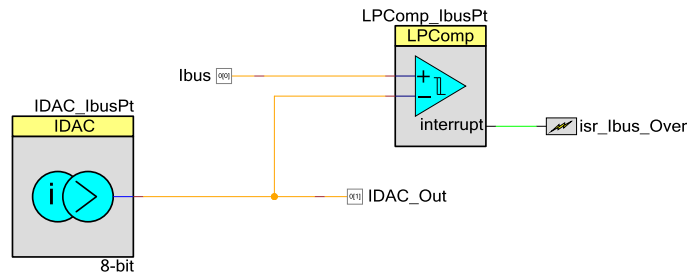 LPComp_IbusPt
LPComp
Ibus
0[0]
+
−
interrupt
isr_Ibus_Over
IDAC_IbusPt
IDAC
i
0[1]
IDAC_Out
8-bit